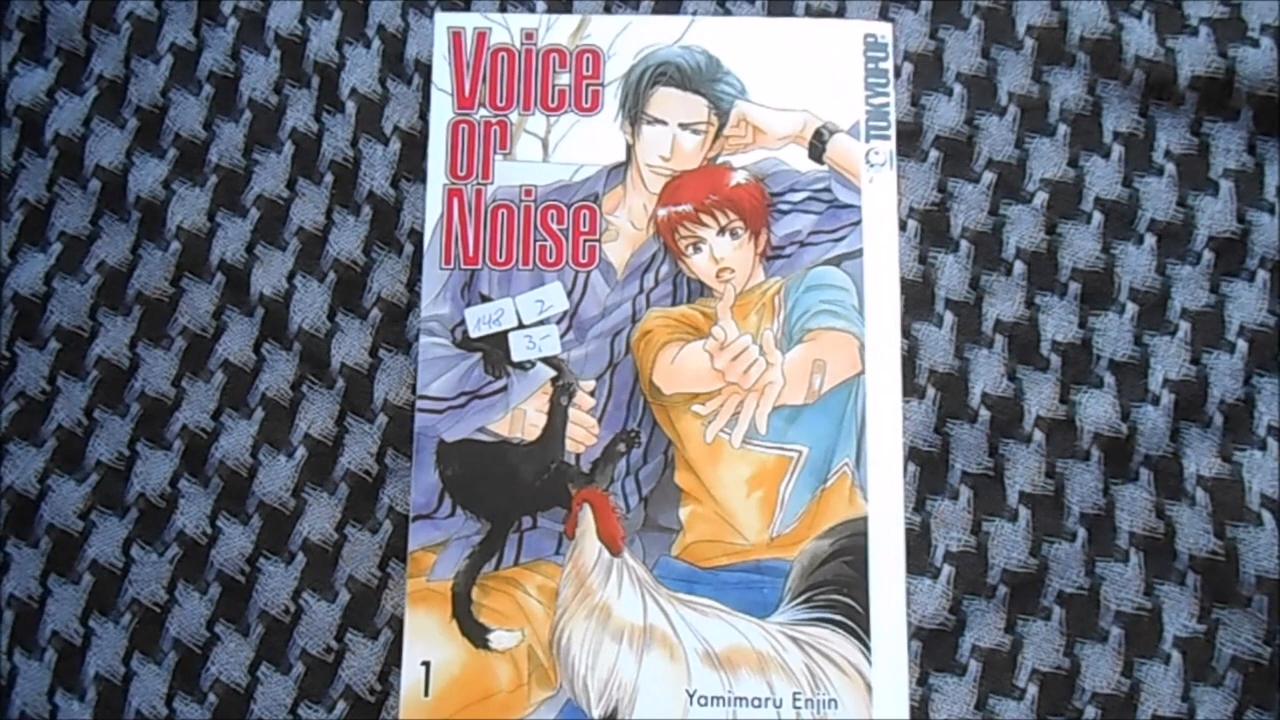 Voice
or
Noise
TOKYOPOP
148
2
3,-
1
Yamimaru Enjin